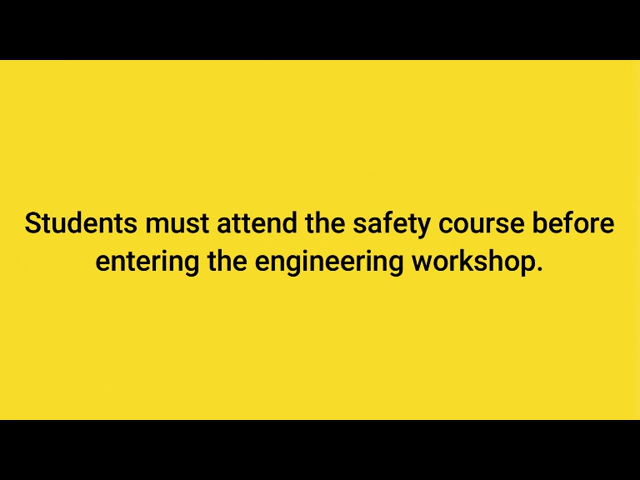 Students must attend the safety course before
entering the engineering workshop.